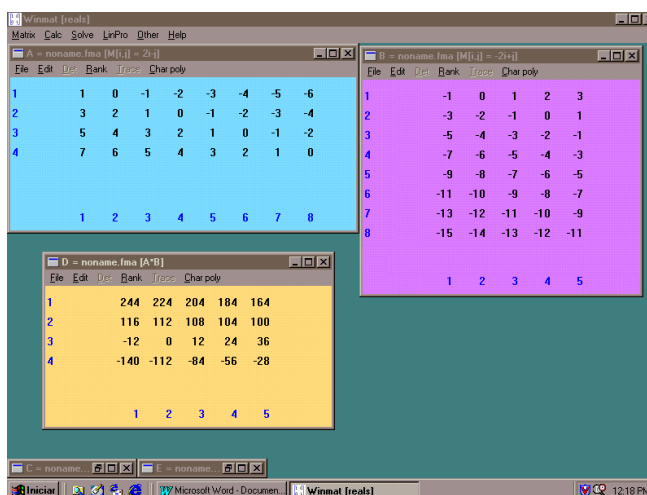 Winmat [reals]
Matrix Calc Solve LinPro Other Help
A = noname.fma [M[i,j] = 2i-j]
File Edit Det Rank Trace Char poly
1 1 0 -1 -2 -3 -4 -5 -6
2 3 2 1 0 -1 -2 -3 -4
3 5 4 3 2 1 0 -1 -2
4 7 6 5 4 3 2 1 0
1 2 3 4 5 6 7 8
B = noname.fma [M[i,j] = -2i+j]
File Edit Det Rank Trace Char poly
1 -1 0 1 2 3
2 -3 -2 -1 0 1
3 -5 -4 -3 -2 -1
4 -7 -6 -5 -4 -3
5 -9 -8 -7 -6 -5
6 -11 -10 -9 -8 -7
7 -13 -12 -11 -10 -9
8 -15 -14 -13 -12 -11
1 2 3 4 5
D = noname.fma [A*B]
File Edit Det Rank Trace Char poly
1 244 224 204 184 164
2 116 112 108 104 100
3 -12 0 12 24 36
4 -140 -112 -84 -56 -28
1 2 3 4 5
C = noname... E = noname...
Iniciar Microsoft Word - Documen... Winmat [reals] 12:18 PM